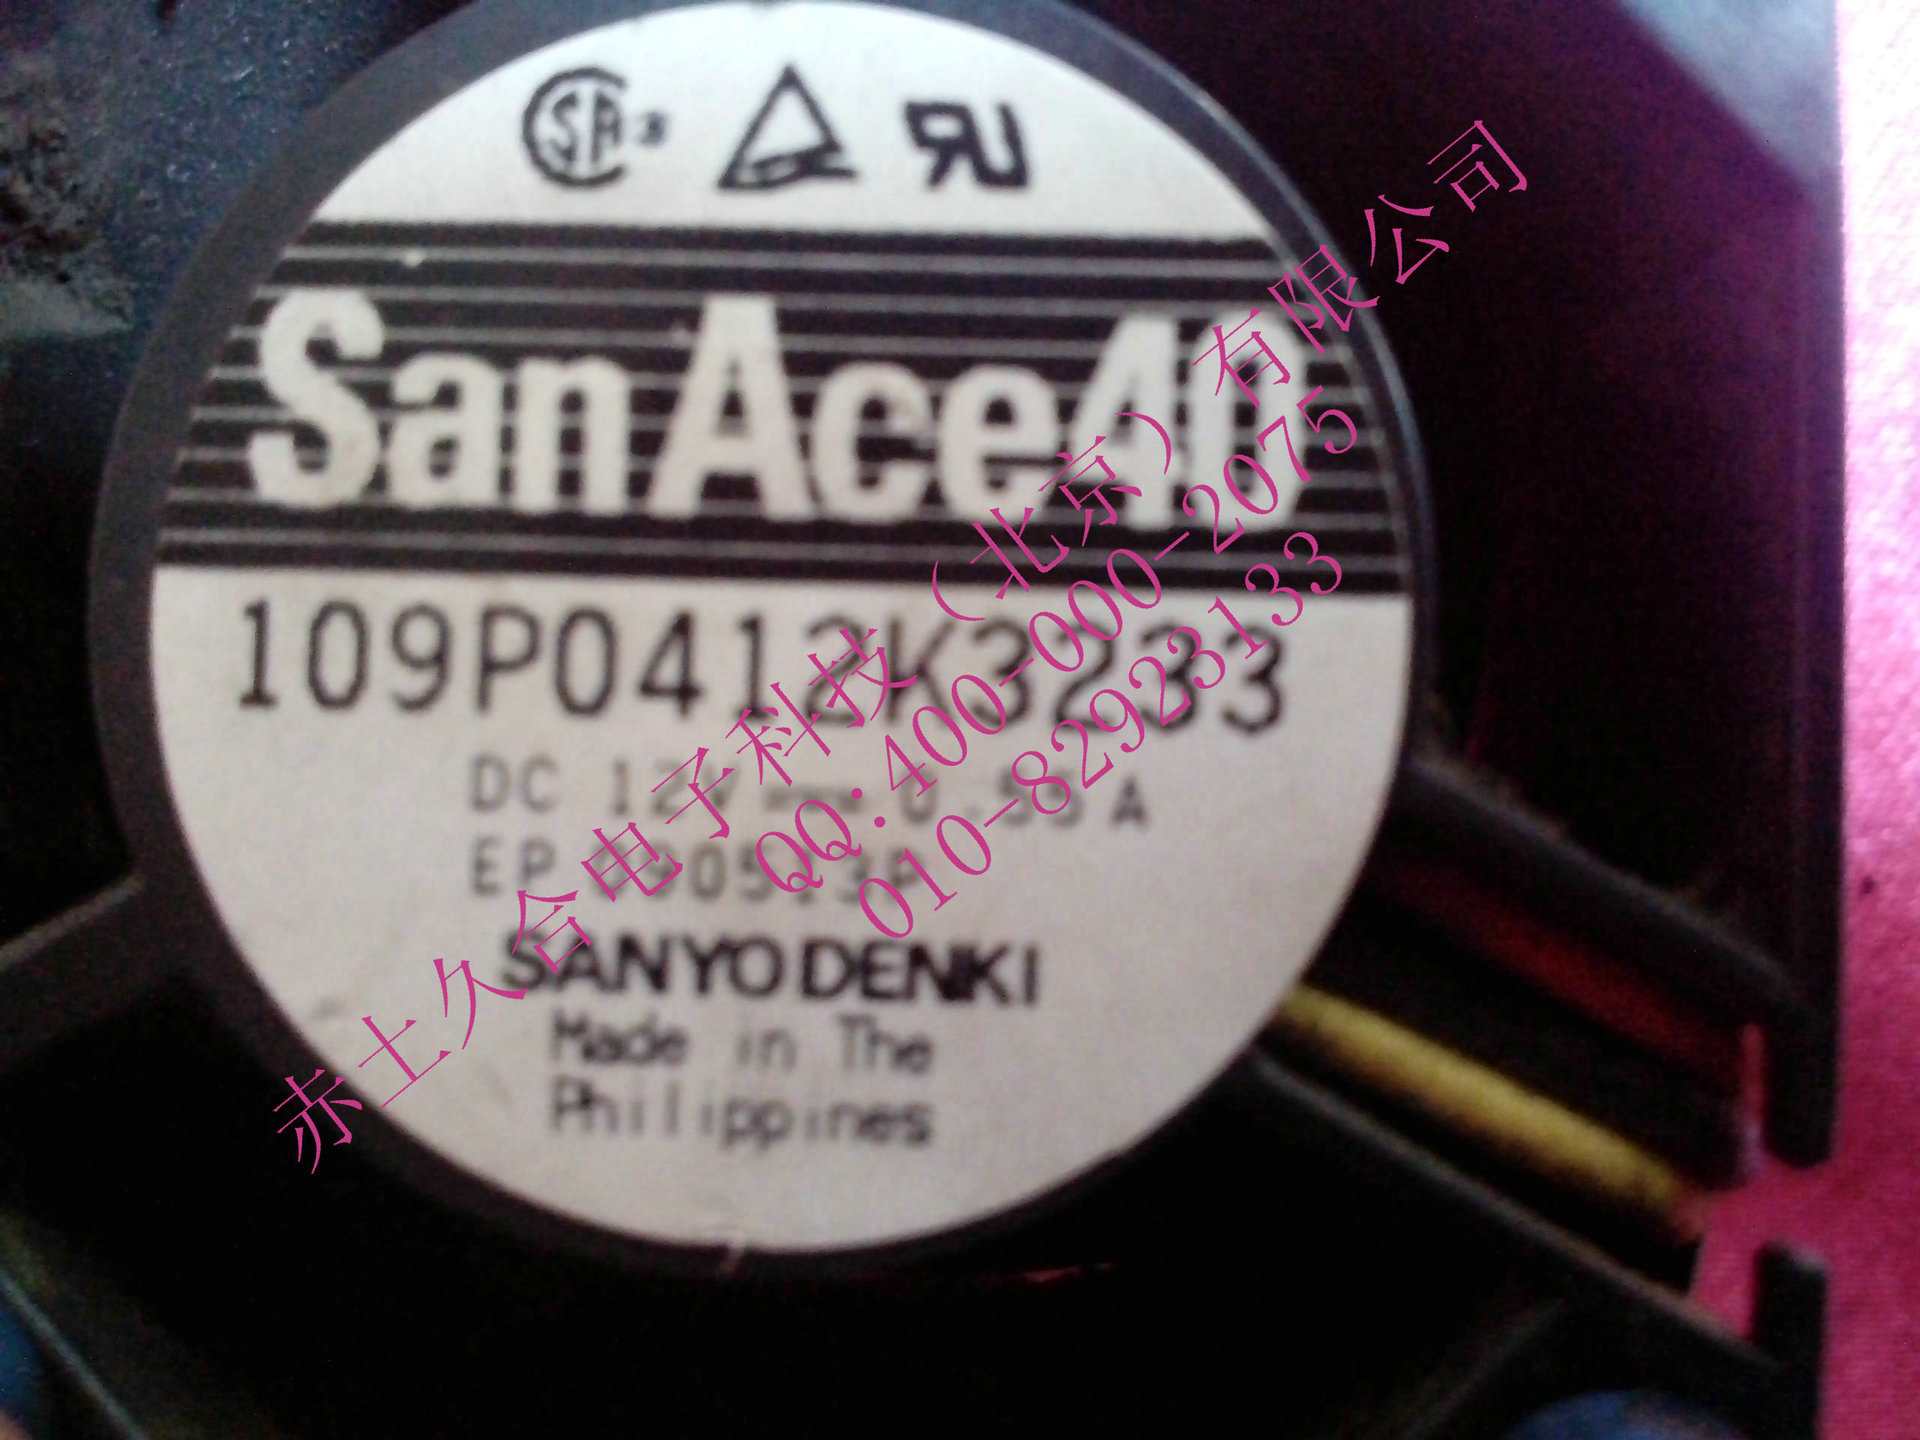 SanAce40
109P0412K3233
DC 12V 0.55A
EP
SANYO DENKI
Made in The
Philippines
赤土久合电子科技（北京）有限公司
QQ:400-000-2075
010-82923133